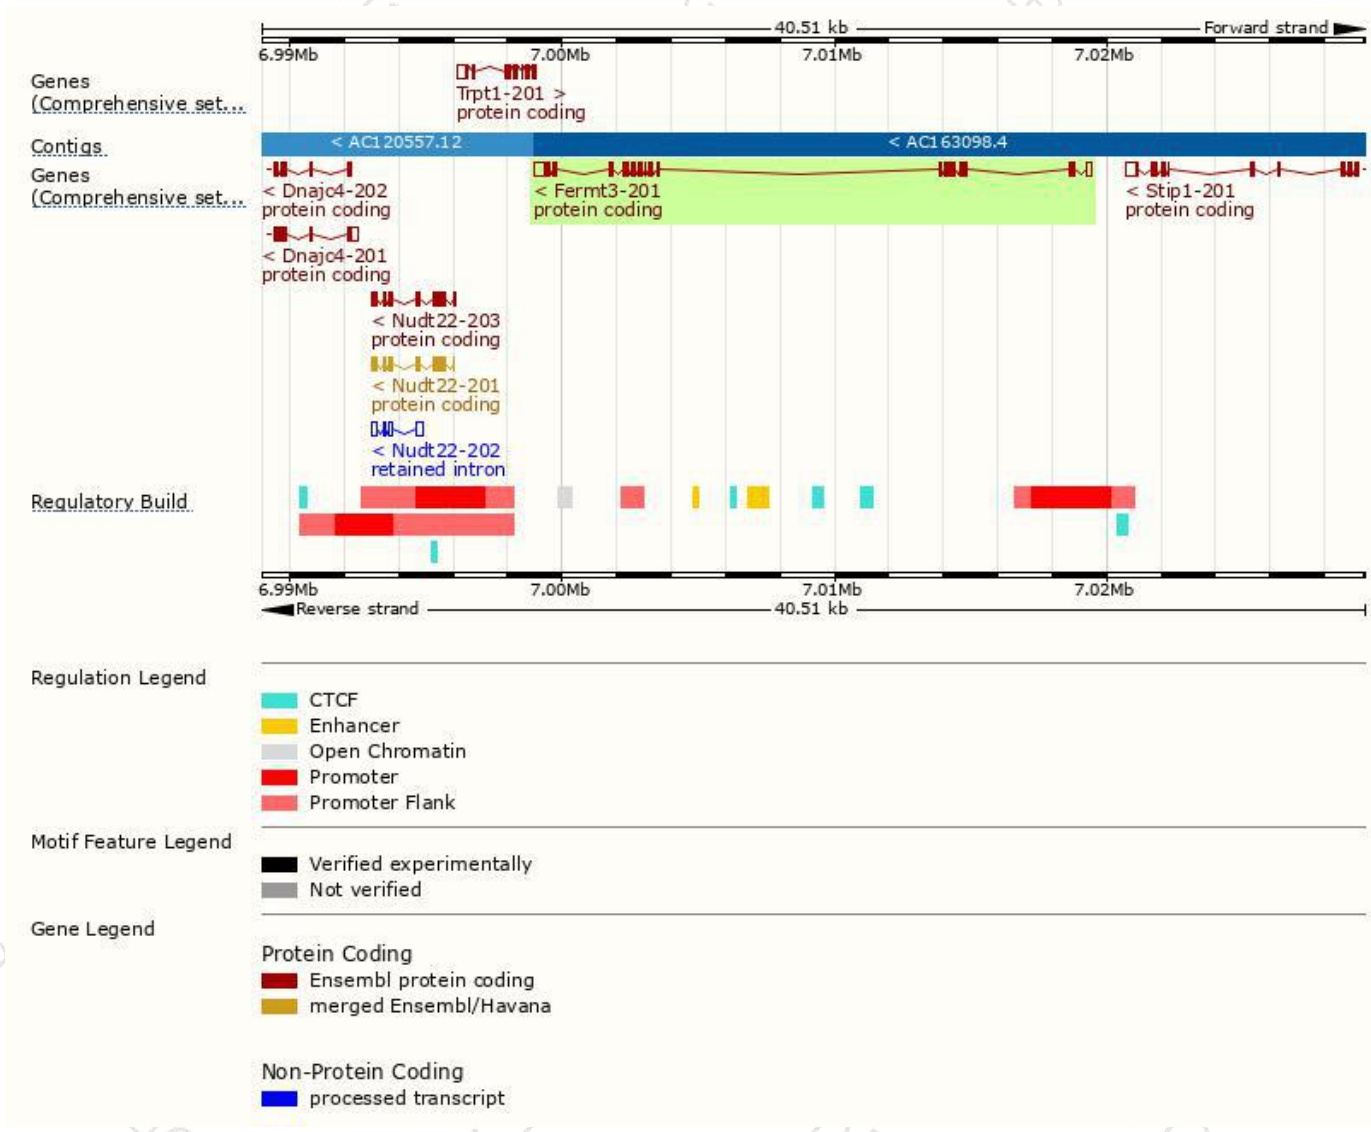 40.51 kb Forward strand
6.99Mb 7.00Mb 7.01Mb 7.02Mb
Genes
(Comprehensive set...
Trpt1-201 >
protein coding
Contigs
< AC120557.12 < AC163098.4
Genes
(Comprehensive set...
< Dnajc4-202
protein coding
< Fermt3-201
protein coding
< Stip1-201
protein coding
< Dnajc4-201
protein coding
< Nudt22-203
protein coding
< Nudt22-201
protein coding
< Nudt22-202
retained intron
Regulatory Build
6.99Mb 7.00Mb 7.01Mb 7.02Mb
Reverse strand 40.51 kb
Regulation Legend
CTCF
Enhancer
Open Chromatin
Promoter
Promoter Flank
Motif Feature Legend
Verified experimentally
Not verified
Gene Legend
Protein Coding
Ensembl protein coding
merged Ensembl/Havana
Non-Protein Coding
processed transcript